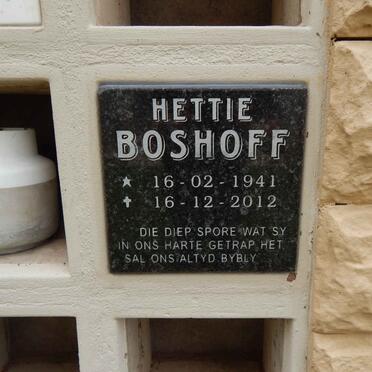 HETTIE
BOSHOFF
★ 16-02-1941
✝ 16-12-2012
DIE DIEP SPORE WAT SY
IN ONS HARTE GETRAP HET
SAL ONS ALTYD BYBLY